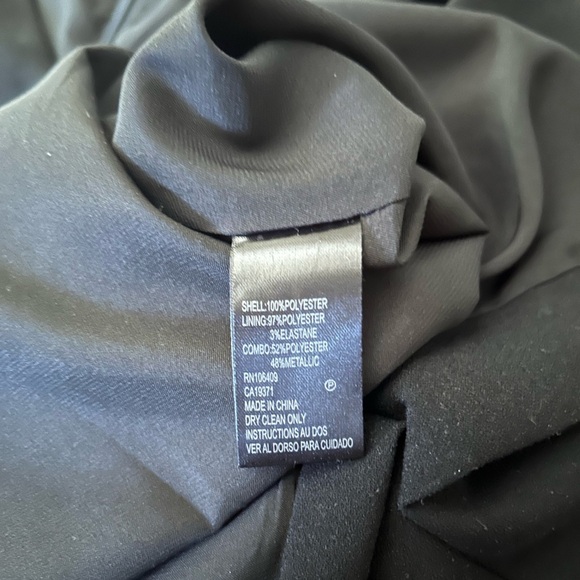 SHELL:100%POLYESTER
LINING:97%POLYESTER
3%ELASTANE
COMBO:52%POLYESTER
48%METALLIC
RN106409
CA19371
P
MADE IN CHINA
DRY CLEAN ONLY
INSTRUCTIONS AU DOS
VER AL DORSO PARA CUIDADO